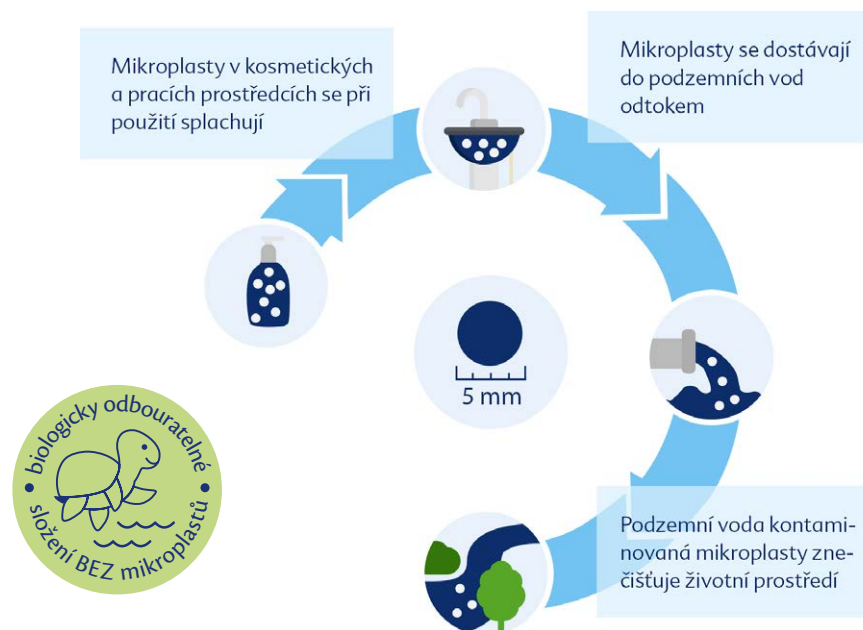 Mikroplasty v kosmetických
a pracích prostředcích se při
použití splachují
Mikroplasty se dostávají
do podzemních vod
odtokem
5 mm
biologicky odbouratelné
složení BEZ mikroplastů
Podzemní voda kontami-
novaná mikroplasty zne-
čišťuje životní prostředí